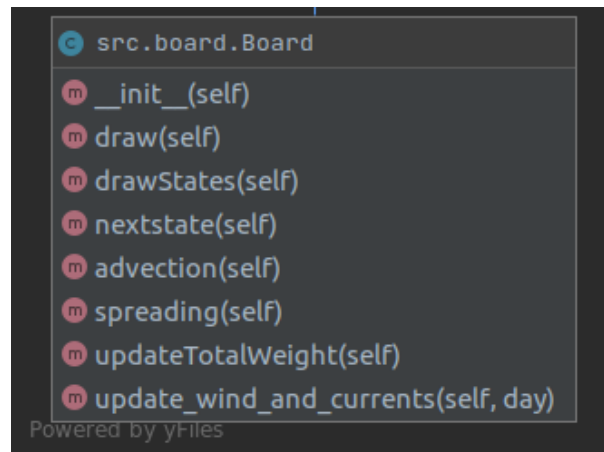 C src.board.Board
m __init__(self)
m draw(self)
m drawStates(self)
m nextstate(self)
m advection(self)
m spreading(self)
m updateTotalWeight(self)
m update_wind_and_currents(self, day)
Powered by yFiles